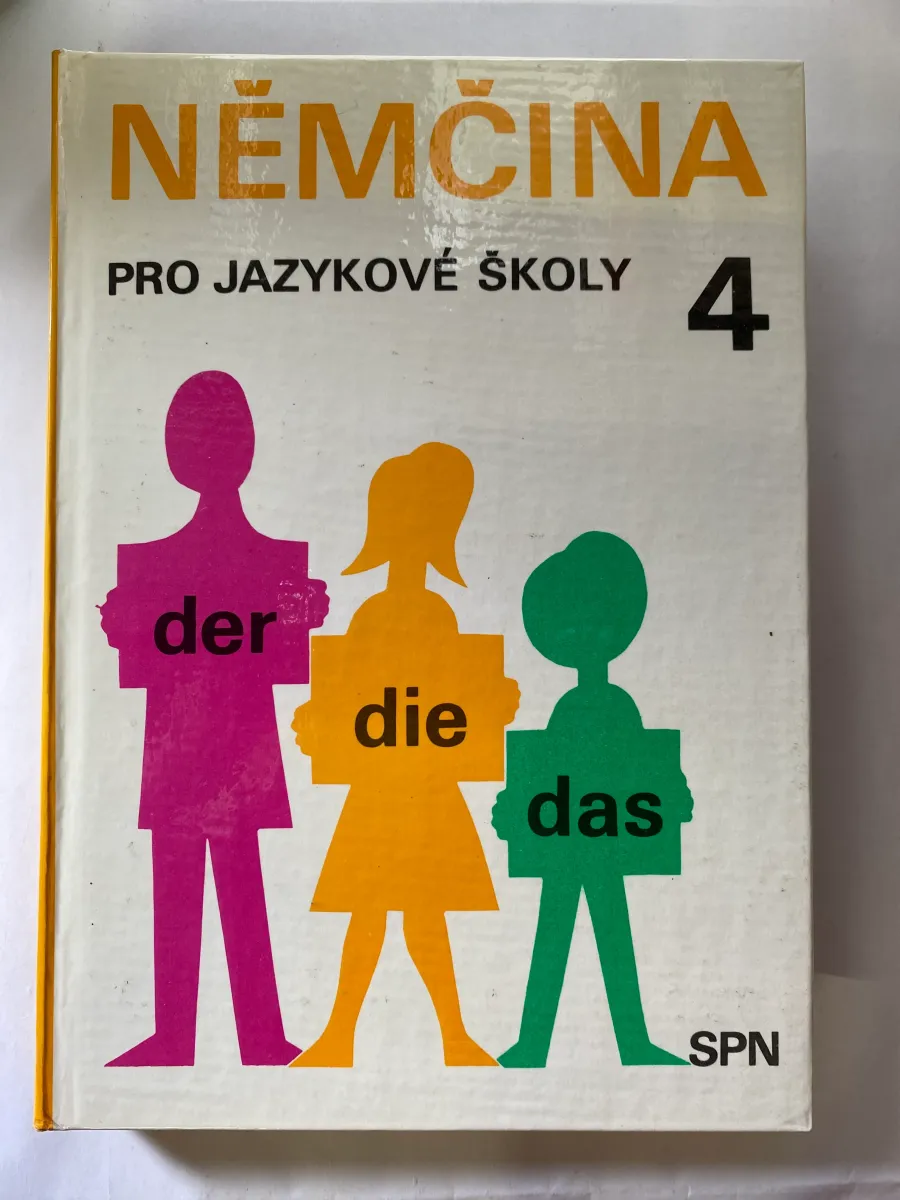 NĚMČINA
PRO JAZYKOVÉ ŠKOLY
4
der
die
das
SPN